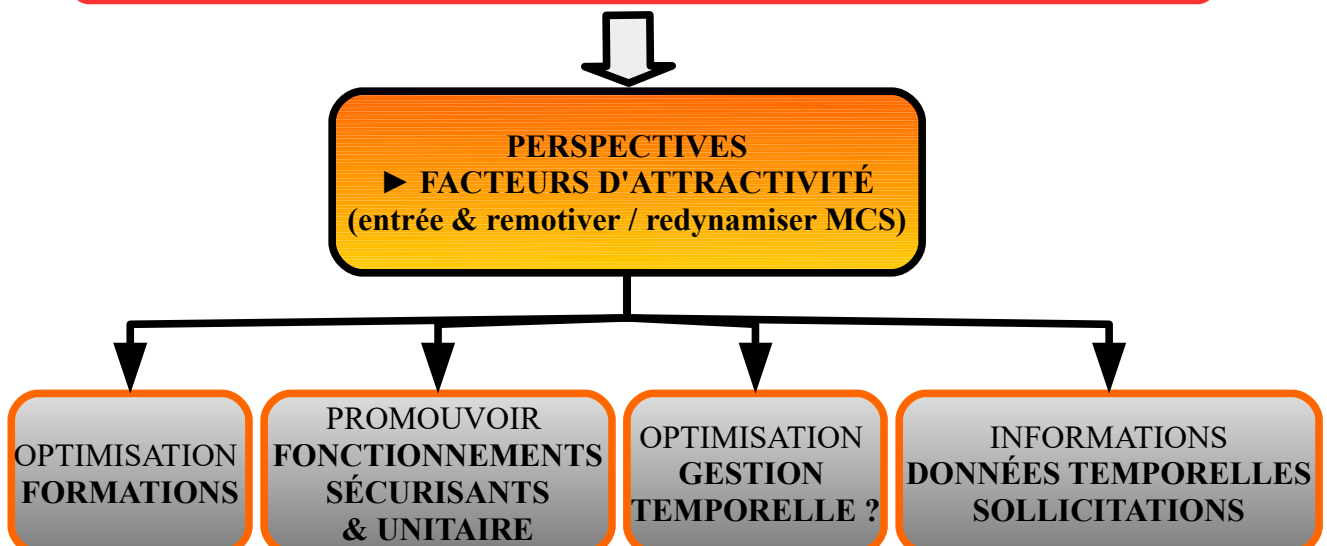 PERSPECTIVES
► FACTEURS D'ATTRACTIVITÉ
(entrée & remotiver / redynamiser MCS)
OPTIMISATION
FORMATIONS
PROMOUVOIR
FONCTIONNEMENTS
SÉCURISANTS
& UNITAIRE
OPTIMISATION
GESTION
TEMPORELLE ?
INFORMATIONS
DONNÉES TEMPORELLES
SOLLICITATIONS